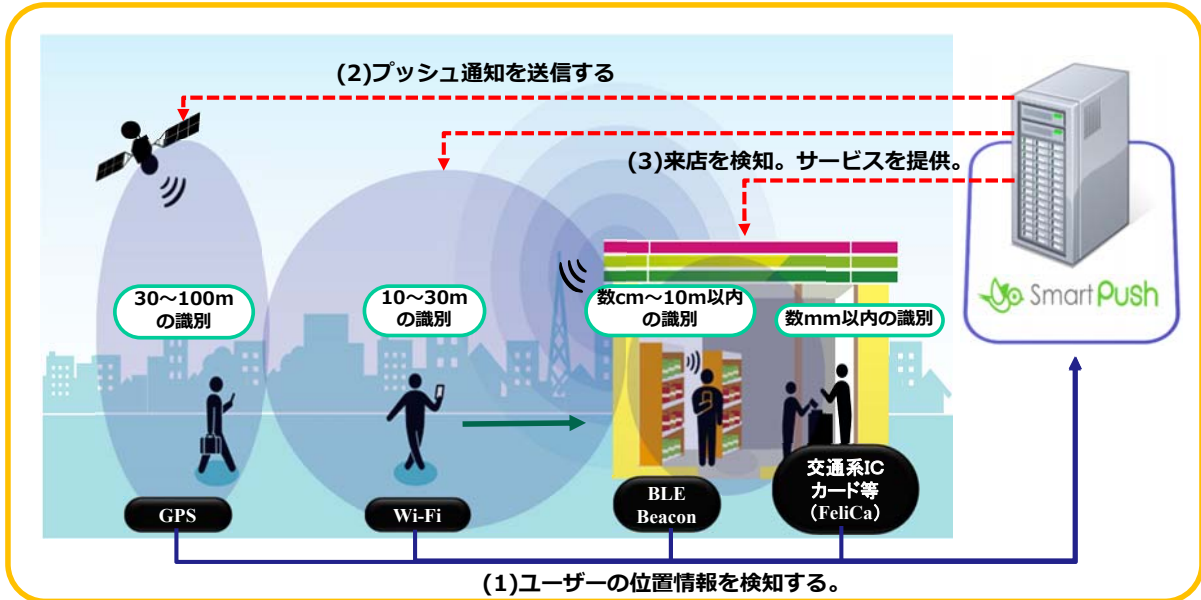 (2)プッシュ通知を送信する
(3)来店を検知。サービスを提供。
30～100m
の識別
10～30m
の識別
数cm～10m以内
の識別
数mm以内の識別
Smart Push
GPS
Wi-Fi
BLE
Beacon
交通系IC
カード等
（FeliCa）
(1)ユーザーの位置情報を検知する。